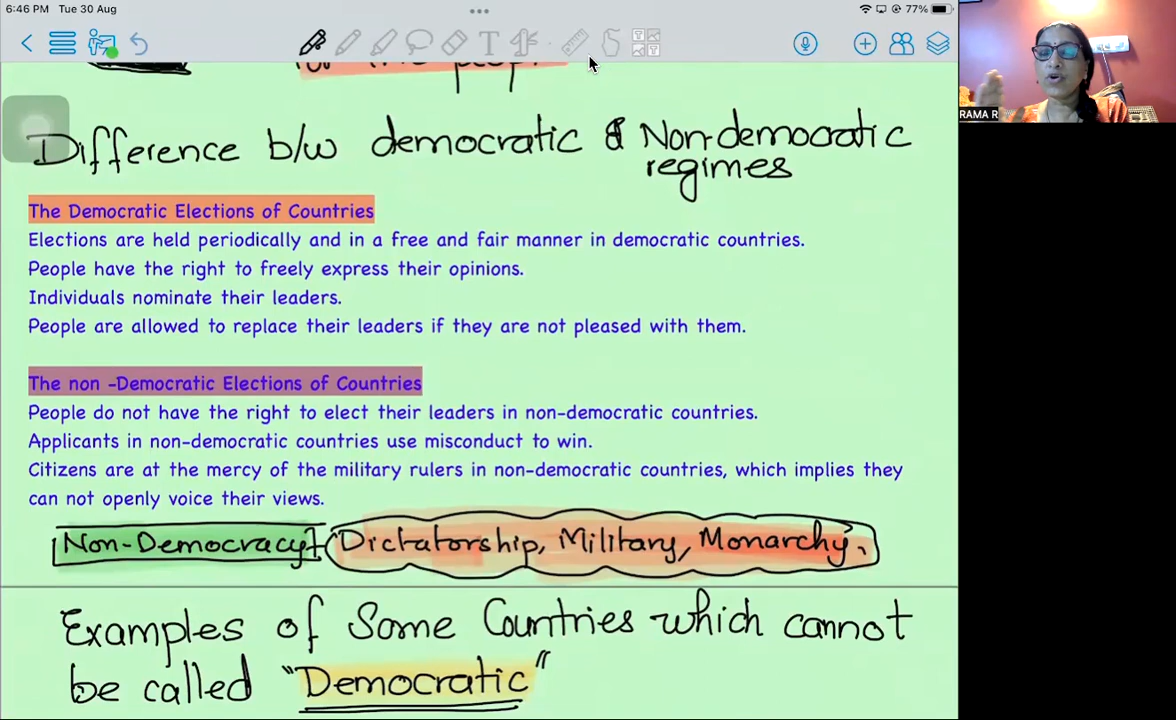 6:46 PM Tue 30 Aug
77%
RAMA R
Difference b/w democratic & Non-democratic
regimes
The Democratic Elections of Countries
Elections are held periodically and in a free and fair manner in democratic countries.
People have the right to freely express their opinions.
Individuals nominate their leaders.
People are allowed to replace their leaders if they are not pleased with them.
The non -Democratic Elections of Countries
People do not have the right to elect their leaders in non-democratic countries.
Applicants in non-democratic countries use misconduct to win.
Citizens are at the mercy of the military rulers in non-democratic countries, which implies they
can not openly voice their views.
Non-Democracy Dictatorship, Military, Monarchy.
Examples of Some Countries which cannot
be called "Democratic"